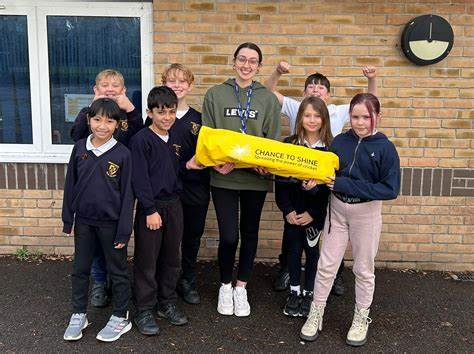 LEVI'S
CHANCE TO SHINE
Spreading the power of cricket